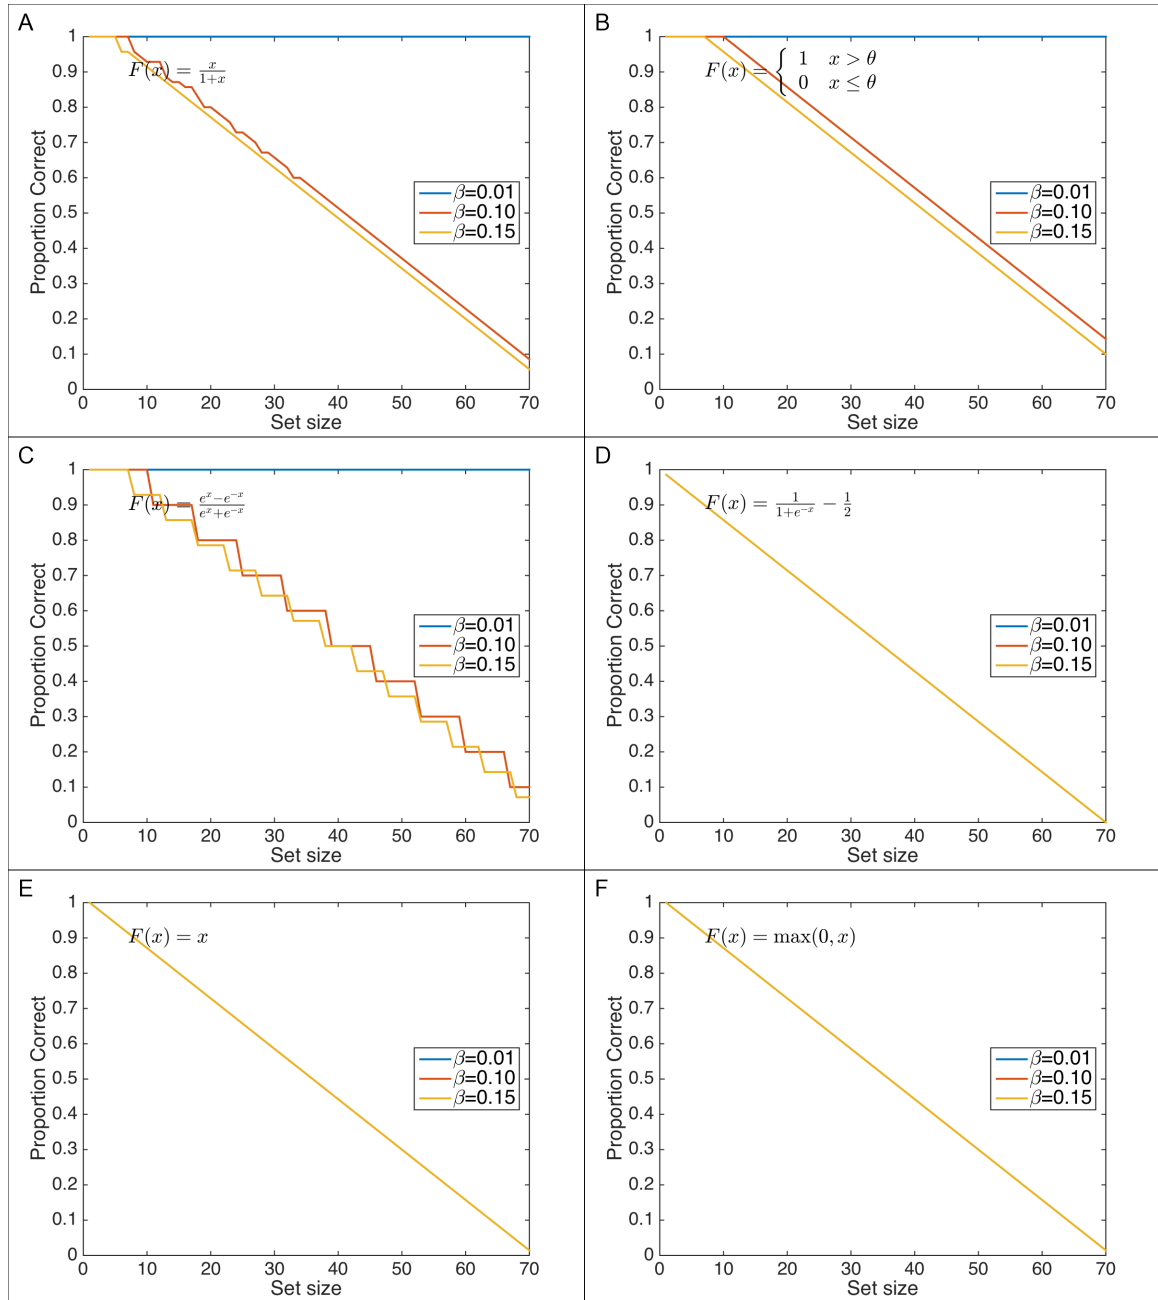 A
F(x) = \frac{x}{1+x}
Proportion Correct
1
0.9
0.8
0.7
0.6
0.5
0.4
0.3
0.2
0.1
0
β=0.01
β=0.10
β=0.15
0 10 20 30 40 50 60 70
Set size
B
F(x) = { 1 x > θ
0 x ≤ θ
Proportion Correct
1
0.9
0.8
0.7
0.6
0.5
0.4
0.3
0.2
0.1
0
β=0.01
β=0.10
β=0.15
0 10 20 30 40 50 60 70
Set size
C
F(x) = \frac{e^x - e^{-x}}{e^x + e^{-x}}
Proportion Correct
1
0.9
0.8
0.7
0.6
0.5
0.4
0.3
0.2
0.1
0
β=0.01
β=0.10
β=0.15
0 10 20 30 40 50 60 70
Set size
D
F(x) = \frac{1}{1+e^{-x}} - \frac{1}{2}
Proportion Correct
1
0.9
0.8
0.7
0.6
0.5
0.4
0.3
0.2
0.1
0
β=0.01
β=0.10
β=0.15
0 10 20 30 40 50 60 70
Set size
E
F(x) = x
Proportion Correct
1
0.9
0.8
0.7
0.6
0.5
0.4
0.3
0.2
0.1
0
β=0.01
β=0.10
β=0.15
0 10 20 30 40 50 60 70
Set size
F
F(x) = max(0, x)
Proportion Correct
1
0.9
0.8
0.7
0.6
0.5
0.4
0.3
0.2
0.1
0
β=0.01
β=0.10
β=0.15
0 10 20 30 40 50 60 70
Set size